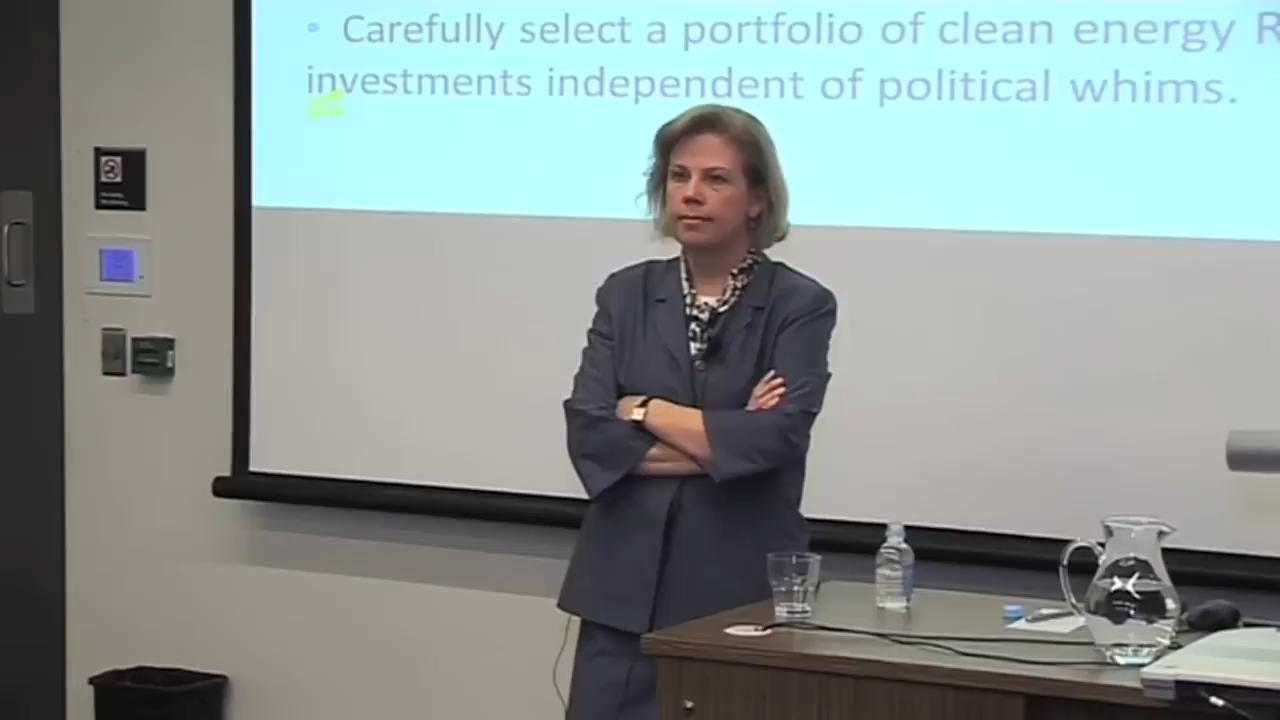 • Carefully select a portfolio of clean energy R
investments independent of political whims.